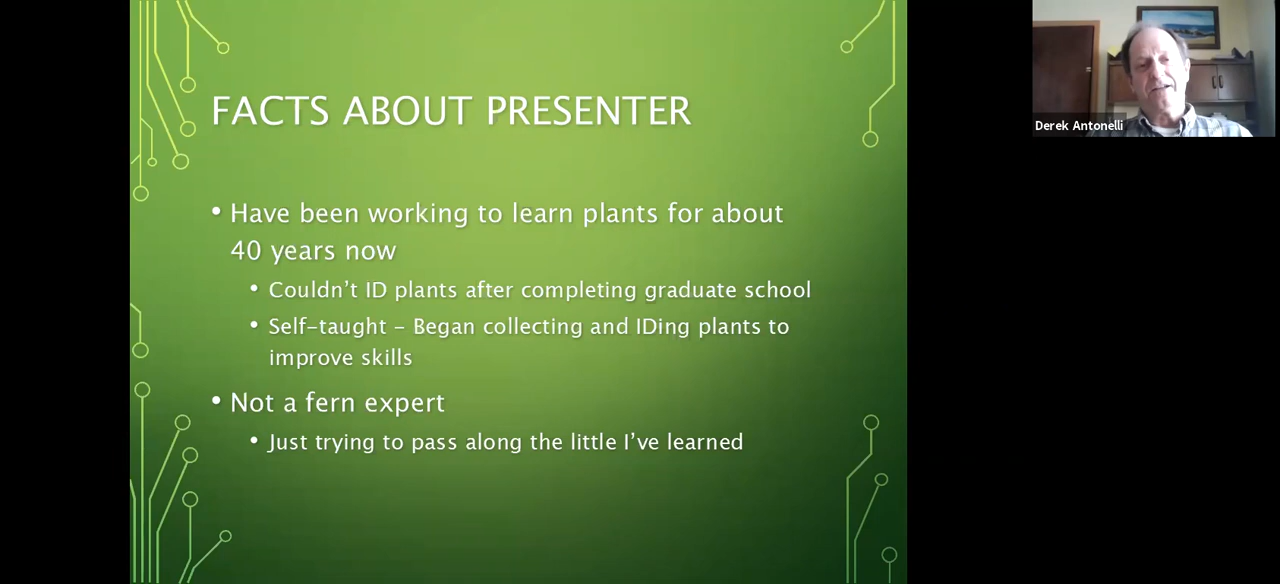 FACTS ABOUT PRESENTER
• Have been working to learn plants for about
40 years now
• Couldn't ID plants after completing graduate school
• Self-taught – Began collecting and IDing plants to
improve skills
• Not a fern expert
• Just trying to pass along the little I've learned
Derek Antonelli